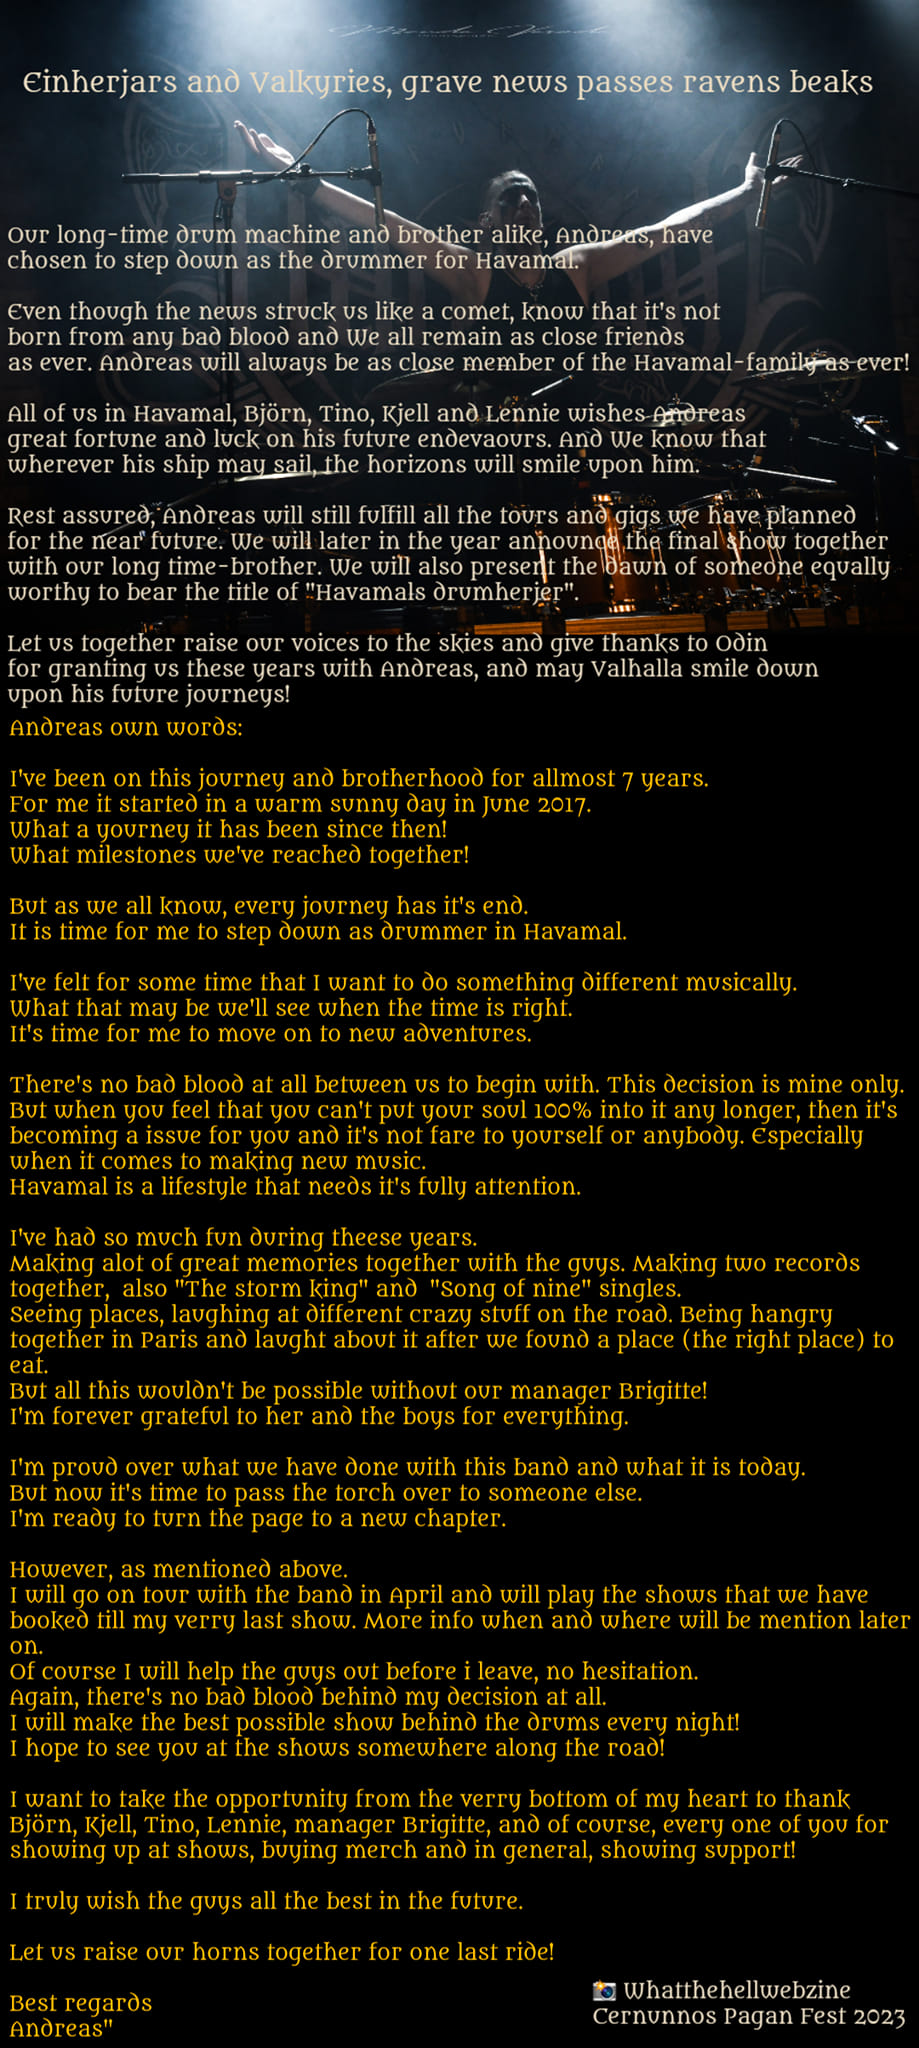 Einherjars and Valkyries, grave news passes ravens beaks
Our long-time drum machine and brother alike, Andreas, have
chosen to step down as the drummer for Havamal.
Even though the news struck us like a comet, know that it's not
born from any bad blood and We all remain as close friends
as ever. Andreas will always be as close member of the Havamal-family as ever!
All of us in Havamal, Björn, Tino, Kjell and Lennie wishes Andreas
great fortune and luck on his future endevaours. And We know that
wherever his ship may sail, the horizons will smile upon him.
Rest assured, Andreas will still fulfill all the tours and gigs we have planned
for the near future. We will later in the year announce the final show together
with our long time-brother. We will also present the dawn of someone equally
worthy to bear the title of "Havamals drumherjer".
Let us together raise our voices to the skies and give thanks to Odin
for granting us these years with Andreas, and may Valhalla smile down
upon his future journeys!
Andreas own words:
I've been on this journey and brotherhood for allmost 7 years.
For me it started in a warm sunny day in June 2017.
What a yourney it has been since then!
What milestones we've reached together!
But as we all know, every journey has it's end.
It is time for me to step down as drummer in Havamal.
I've felt for some time that I want to do something different musically.
What that may be we'll see when the time is right.
It's time for me to move on to new adventures.
There's no bad blood at all between us to begin with. This decision is mine only.
But when you feel that you can't put your soul 100% into it any longer, then it's
becoming a issue for you and it's not fare to yourself or anybody. Especially
when it comes to making new music.
Havamal is a lifestyle that needs it's fully attention.
I've had so much fun during theese years.
Making alot of great memories together with the guys. Making two records
together,  also "The storm king" and  "Song of nine" singles.
Seeing places, laughing at different crazy stuff on the road. Being hangry
together in Paris and laught about it after we found a place (the right place) to
eat.
But all this wouldn't be possible without our manager Brigitte!
I'm forever grateful to her and the boys for everything.
I'm proud over what we have done with this band and what it is today.
But now it's time to pass the torch over to someone else.
I'm ready to turn the page to a new chapter.
However, as mentioned above.
I will go on tour with the band in April and will play the shows that we have
booked till my verry last show. More info when and where will be mention later
on.
Of course I will help the guys out before i leave, no hesitation.
Again, there's no bad blood behind my decision at all.
I will make the best possible show behind the drums every night!
I hope to see you at the shows somewhere along the road!
I want to take the opportunity from the verry bottom of my heart to thank
Björn, Kjell, Tino, Lennie, manager Brigitte, and of course, every one of you for
showing up at shows, buying merch and in general, showing support!
I truly wish the guys all the best in the future.
Let us raise our horns together for one last ride!
Best regards
Andreas"
📸 Whatthehellwebzine
Cernunnos Pagan Fest 2023